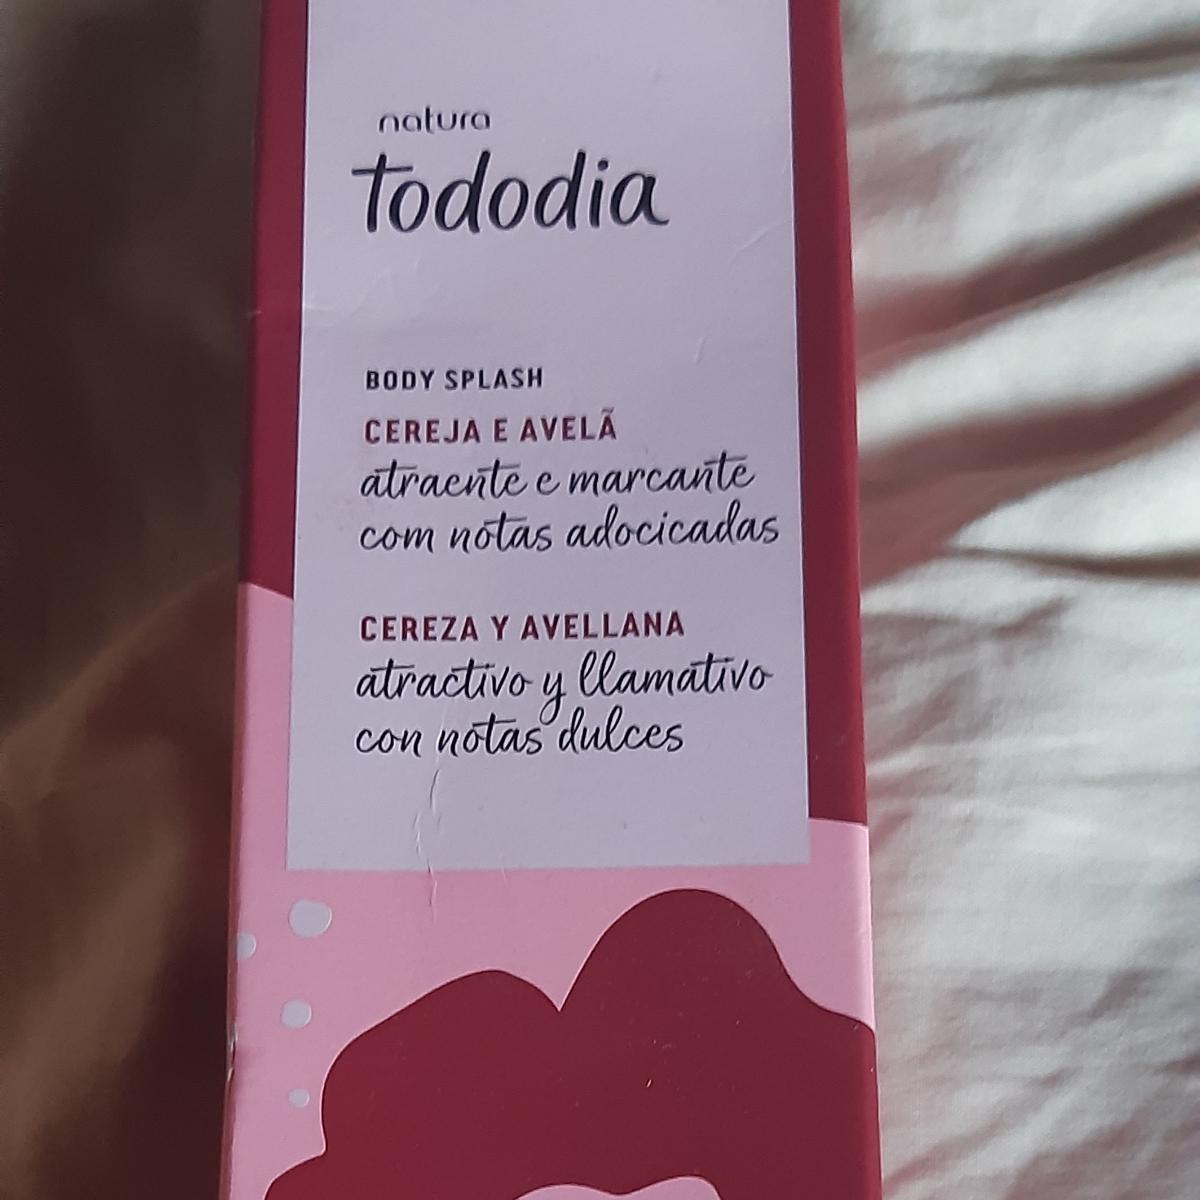 natura
tododia
BODY SPLASH
CEREJA E AVELÃ
atraente e marcante
com notas adocicadas
CEREZA Y AVELLANA
atractivo y llamativo
con notas dulces